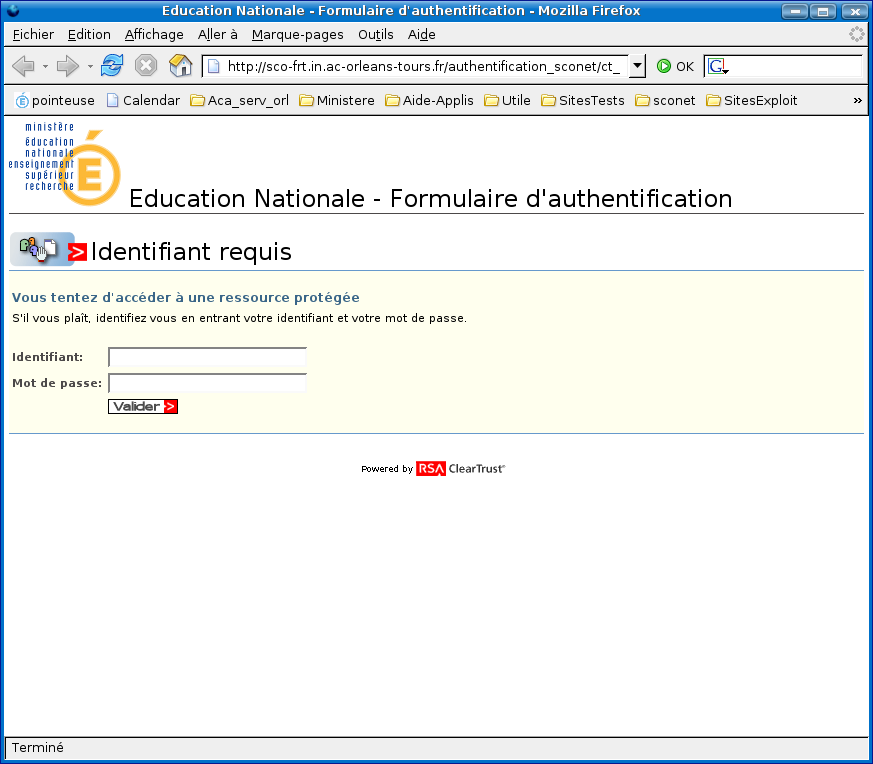 Education Nationale - Formulaire d'authentification - Mozilla Firefox
Fichier Edition Affichage Aller à Marque-pages Outils Aide
http://sco-frt.in.ac-orleans-tours.fr/authentification_sconet/ct_ OK G
pointeuse Calendar Aca_serv_orl Ministere Aide-Applis Utile SitesTests sconet SitesExploit »
ministère
éducation
nationale
enseignement
supérieur
recherche
É
Education Nationale - Formulaire d'authentification
> Identifiant requis
Vous tentez d'accéder à une ressource protégée
S'il vous plaît, identifiez vous en entrant votre identifiant et votre mot de passe.
Identifiant:
Mot de passe:
Valider >
Powered by RSA ClearTrust®
Terminé